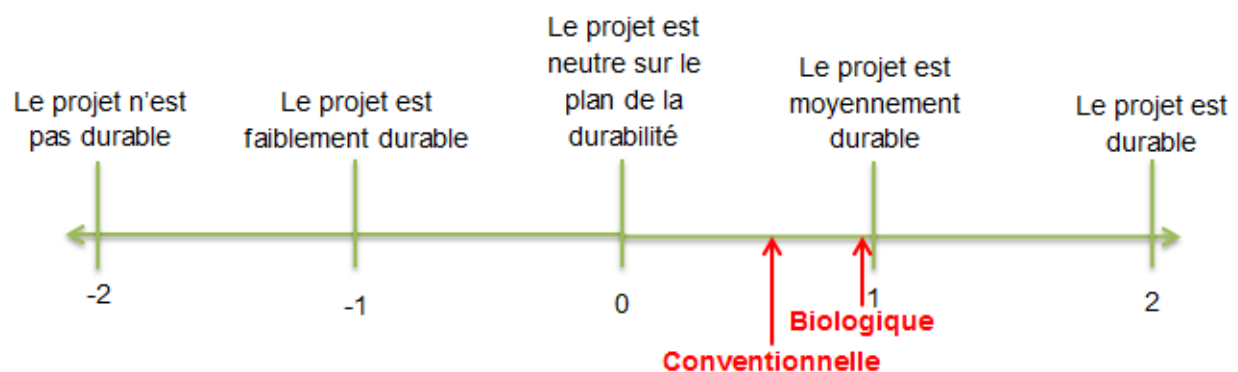 Le projet n'est
pas durable
Le projet est
faiblement durable
Le projet est
neutre sur le
plan de la
durabilité
Le projet est
moyennement
durable
Le projet est
durable
-2
-1
0
1
2
Biologique
Conventionnelle